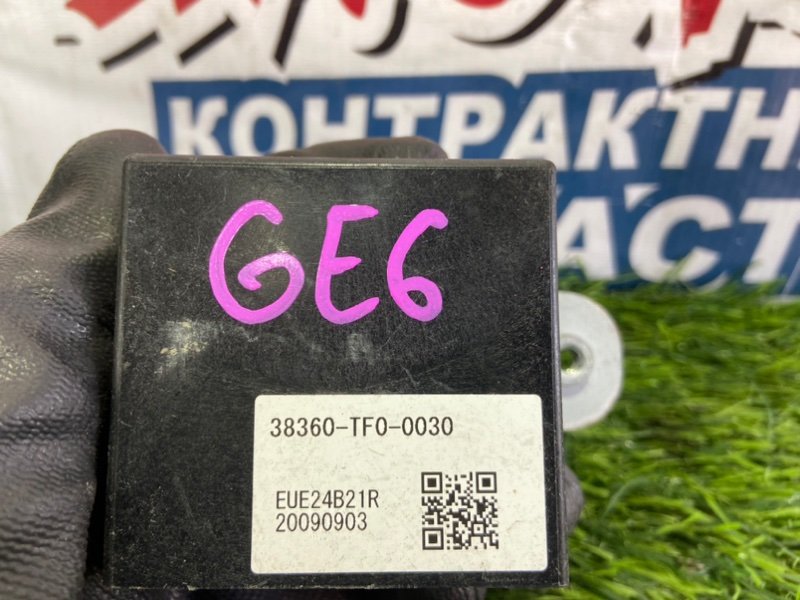 КОНТРАКТН
АСТ
GE6
38360-TF0-0030
EUE24B21R
20090903